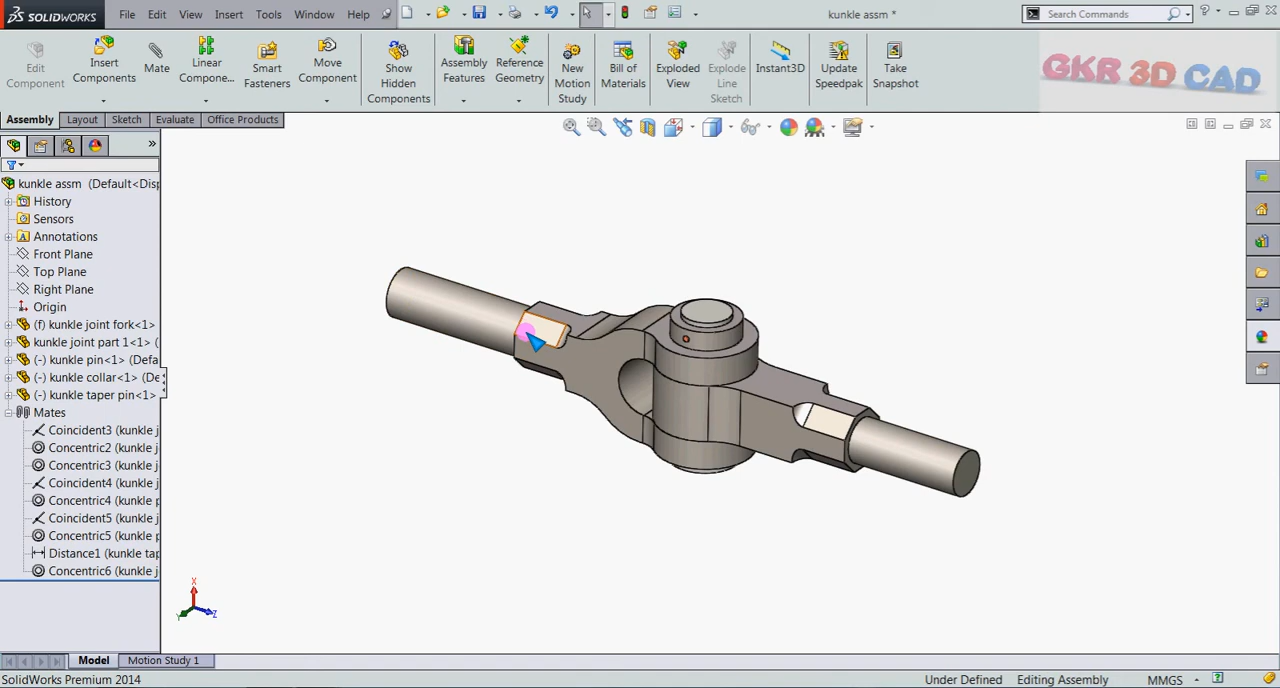 SOLIDWORKS File Edit View Insert Tools Window Help kunkle assm * Search Commands
Edit Component
Insert Components
Mate
Linear Compone...
Smart Fasteners
Move Component
Show Hidden Components
Assembly Features
Reference Geometry
New Motion Study
Bill of Materials
Exploded View
Explode Line Sketch
Instant3D
Update Speedpak
Take Snapshot
GKR 3D CAD
Assembly Layout Sketch Evaluate Office Products
kunkle assm (Default<Disp
History
Sensors
Annotations
Front Plane
Top Plane
Right Plane
Origin
(f) kunkle joint fork<1>
kunkle joint part 1<1> (
(-) kunkle pin<1> (Defa
(-) kunkle collar<1> (De
(-) kunkle taper pin<1>
Mates
Coincident3 (kunkle j
Concentric2 (kunkle j
Concentric3 (kunkle j
Coincident4 (kunkle j
Concentric4 (kunkle p
Coincident5 (kunkle j
Concentric5 (kunkle p
Distance1 (kunkle tap
Concentric6 (kunkle j
X
Y
Z
Model Motion Study 1
SolidWorks Premium 2014 Under Defined Editing Assembly MMGS